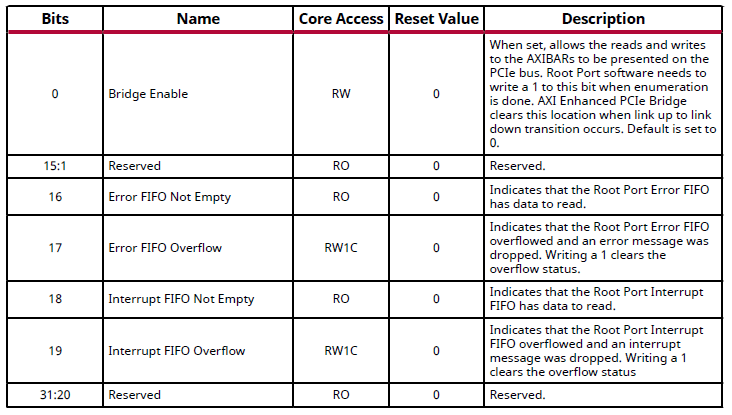 Bits Name Core Access Reset Value Description
0 Bridge Enable RW 0 When set, allows the reads and writes
to the AXIBARs to be presented on the
PCIe bus. Root Port software needs to
write a 1 to this bit when enumeration
is done. AXI Enhanced PCIe Bridge
clears this location when link up to link
down transition occurs. Default is set to
0.
15:1 Reserved RO 0 Reserved.
16 Error FIFO Not Empty RO 0 Indicates that the Root Port Error FIFO
has data to read.
17 Error FIFO Overflow RW1C 0 Indicates that the Root Port Error FIFO
overflowed and an error message was
dropped. Writing a 1 clears the
overflow status.
18 Interrupt FIFO Not Empty RO 0 Indicates that the Root Port Interrupt
FIFO has data to read.
19 Interrupt FIFO Overflow RW1C 0 Indicates that the Root Port Interrupt
FIFO overflowed and an interrupt
message was dropped. Writing a 1
clears the overflow status
31:20 Reserved RO 0 Reserved.